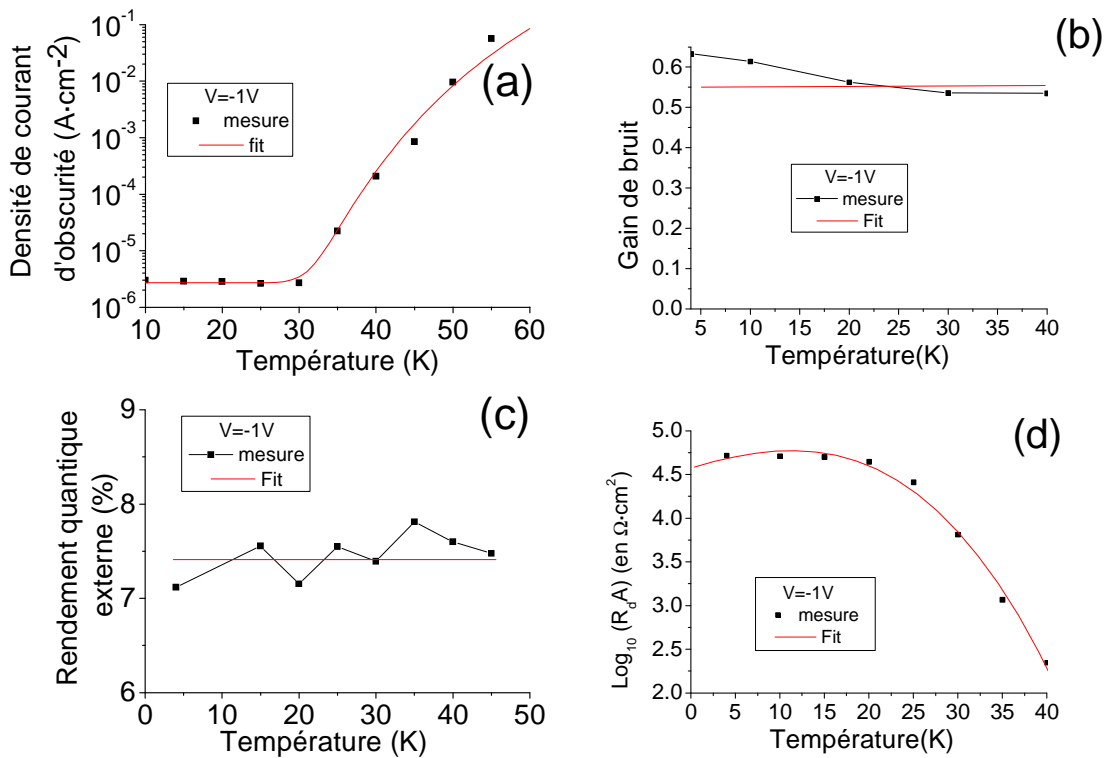 (a)
Densité de courant
d'obscurité (A·cm-2)
10-1
10-2
10-3
10-4
10-5
10-6
V=-1V
mesure
fit
10 20 30 40 50 60
Température (K)
(b)
Gain de bruit
0.6
0.5
0.4
0.3
0.2
0.1
0.0
V=-1V
mesure
Fit
5 10 15 20 25 30 35 40
Température(K)
(c)
Rendement quantique
externe (%)
9
8
7
6
V=-1V
mesure
Fit
0 10 20 30 40 50
Température (K)
(d)
Log10 (RdA) (en Ω·cm2)
5.0
4.5
4.0
3.5
3.0
2.5
2.0
V=-1V
mesure
Fit
0 5 10 15 20 25 30 35 40
Température(K)